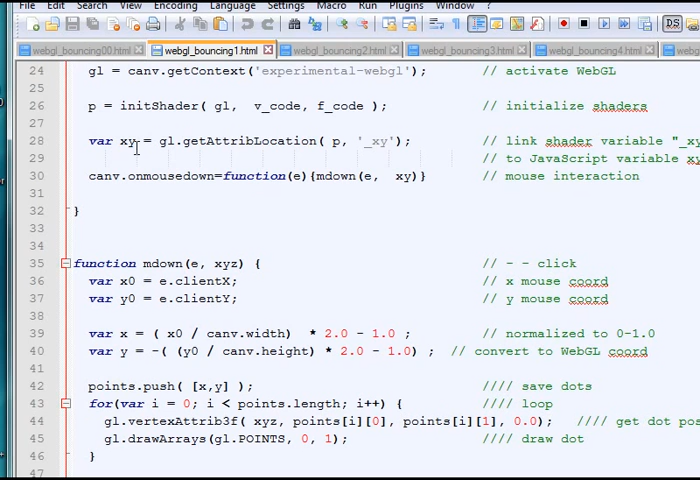 File Edit Search View Encoding Language Settings Macro Run Plugins Window ?
webgl_bouncing00.html webgl_bouncing1.html webgl_bouncing2.html webgl_bouncing3.html webgl_bouncing4.html
24 gl = canv.getContext('experimental-webgl'); // activate WebGL
25
26 p = initShader( gl, v_code, f_code ); // initialize shaders
27
28 var xy = gl.getAttribLocation( p, '_xy'); // link shader variable "_xy
29 // to JavaScript variable xy
30 canv.onmousedown=function(e){mdown(e, xy)} // mouse interaction
31
32 }
33
34
35 function mdown(e, xyz) { // - - click
36 var x0 = e.clientX; // x mouse coord
37 var y0 = e.clientY; // y mouse coord
38
39 var x = ( x0 / canv.width) * 2.0 - 1.0 ; // normalized to 0-1.0
40 var y = -( (y0 / canv.height) * 2.0 - 1.0) ; // convert to WebGL coord
41
42 points.push( [x,y] ); //// save dots
43 for(var i = 0; i < points.length; i++) { //// loop
44 gl.vertexAttrib3f( xyz, points[i][0], points[i][1], 0.0); //// get dot pos
45 gl.drawArrays(gl.POINTS, 0, 1); //// draw dot
46 }
47